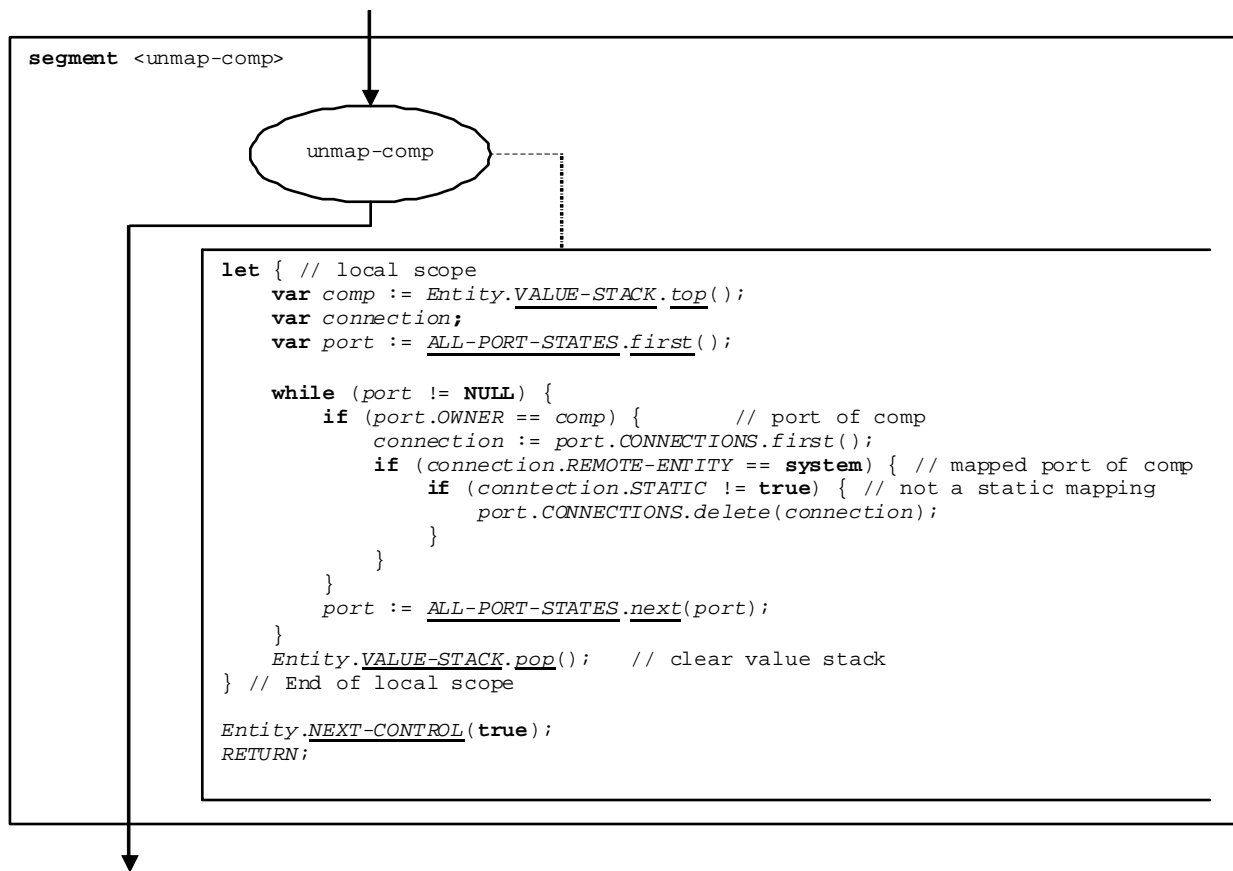 segment <unmap-comp>
unmap-comp
let { // local scope
var comp := Entity.VALUE-STACK.top();
var connection;
var port := ALL-PORT-STATES.first();
while (port != NULL) {
if (port.OWNER == comp) { // port of comp
connection := port.CONNECTIONS.first();
if (connection.REMOTE-ENTITY == system) { // mapped port of comp
if (conntection.STATIC != true) { // not a static mapping
port.CONNECTIONS.delete(connection);
}
}
}
port := ALL-PORT-STATES.next(port);
}
Entity.VALUE-STACK.pop(); // clear value stack
} // End of local scope
Entity.NEXT-CONTROL(true);
RETURN;